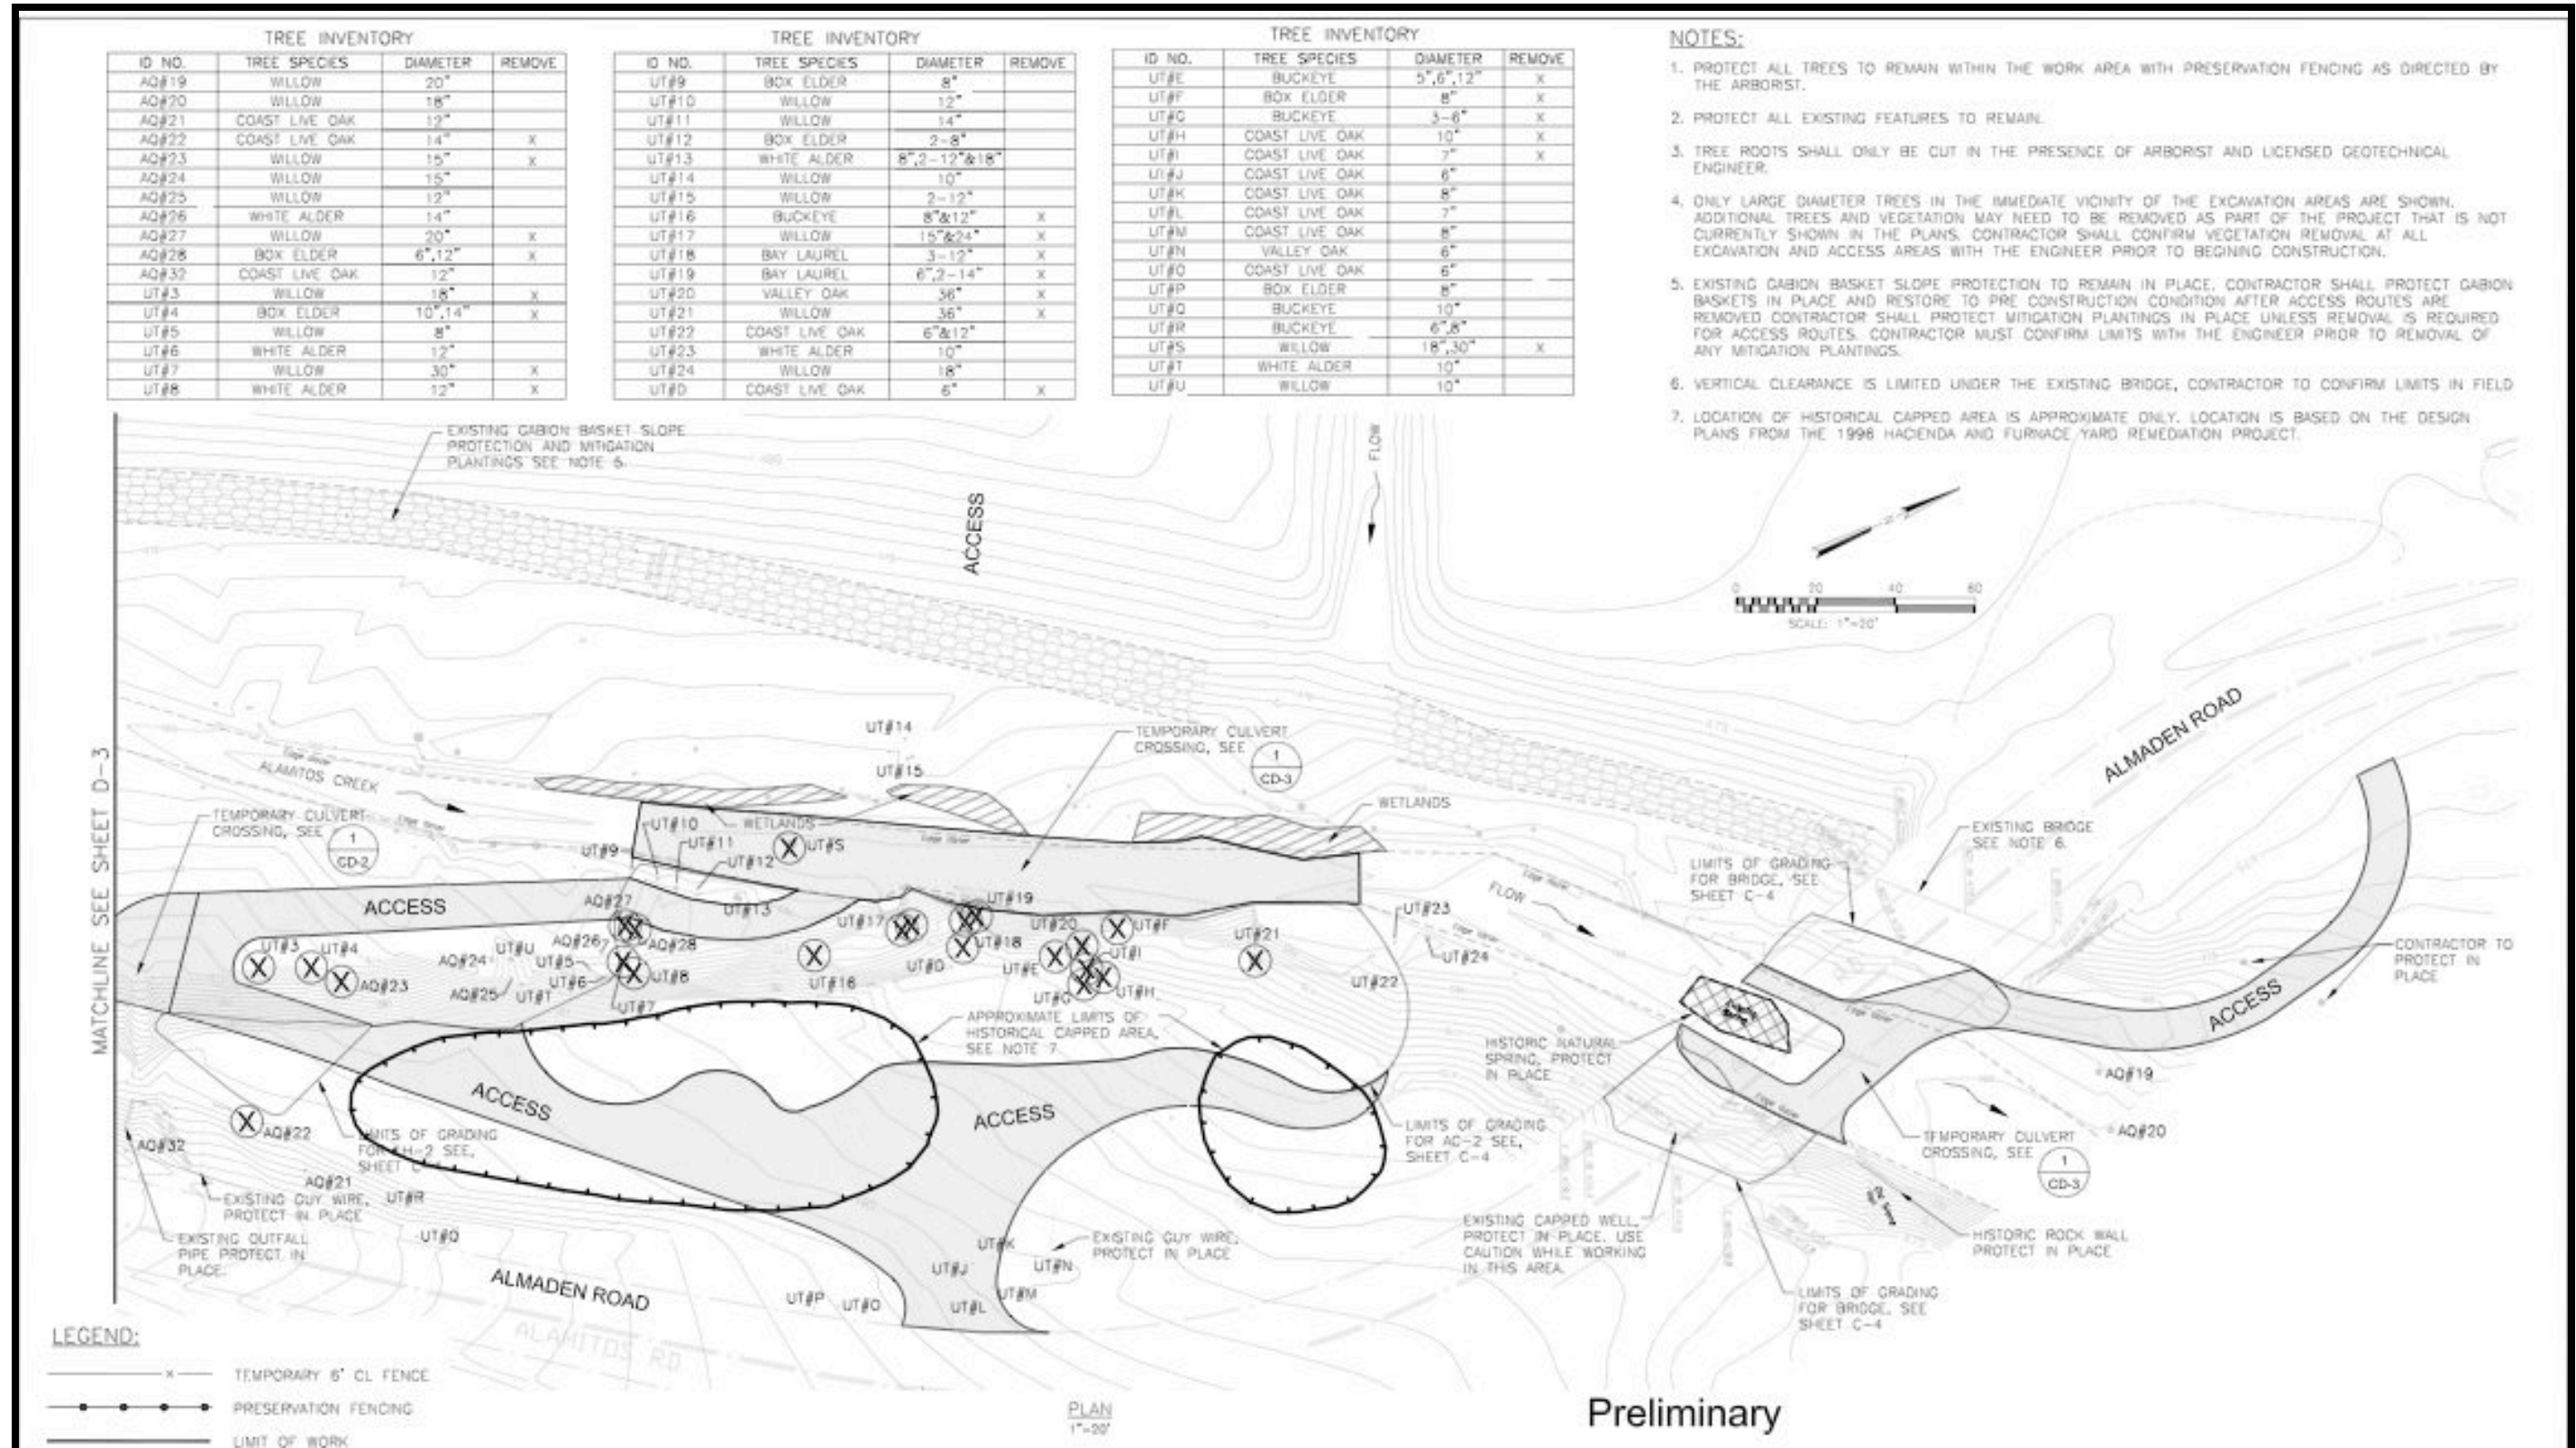 TREE INVENTORY
ID NO. TREE SPECIES DIAMETER REMOVE
AQ#19 WILLOW 20"
AQ#20 WILLOW 18"
AQ#21 COAST LIVE OAK 12"
AQ#22 COAST LIVE OAK 14" X
AQ#23 WILLOW 15" X
AQ#24 WILLOW 15"
AQ#25 WILLOW 12"
AQ#26 WHITE ALDER 14"
AQ#27 WILLOW 20" X
AQ#28 BOX ELDER 6",12" X
AQ#32 COAST LIVE OAK 12"
UT#3 WILLOW 18" X
UT#4 BOX ELDER 10",14" X
UT#5 WILLOW 8"
UT#6 WHITE ALDER 12"
UT#7 WILLOW 30" X
UT#8 WHITE ALDER 12" X
TREE INVENTORY
ID NO. TREE SPECIES DIAMETER REMOVE
UT#9 BOX ELDER 8"
UT#10 WILLOW 12"
UT#11 WILLOW 14"
UT#12 BOX ELDER 2-8"
UT#13 WHITE ALDER 8",2-12"&18"
UT#14 WILLOW 10"
UT#15 WILLOW 2-12"
UT#16 BUCKEYE 8"&12" X
UT#17 WILLOW 15"&24" X
UT#18 BAY LAUREL 3-12" X
UT#19 BAY LAUREL 6",2-14" X
UT#20 VALLEY OAK 36" X
UT#21 WILLOW 36" X
UT#22 COAST LIVE OAK 6"&12"
UT#23 WHITE ALDER 10"
UT#24 WILLOW 18"
UT#D COAST LIVE OAK 6" X
TREE INVENTORY
ID NO. TREE SPECIES DIAMETER REMOVE
UT#E BUCKEYE 5",6",12" X
UT#F BOX ELDER 8" X
UT#G BUCKEYE 3-6" X
UT#H COAST LIVE OAK 10" X
UT#I COAST LIVE OAK 7" X
UT#J COAST LIVE OAK 6"
UT#K COAST LIVE OAK 8"
UT#L COAST LIVE OAK 7"
UT#M COAST LIVE OAK 8"
UT#N VALLEY OAK 6"
UT#O COAST LIVE OAK 6"
UT#P BOX ELDER 8"
UT#Q BUCKEYE 10"
UT#R BUCKEYE 6",8"
UT#S WILLOW 18",30" X
UT#T WHITE ALDER 10"
UT#U WILLOW 10"
NOTES:
1. PROTECT ALL TREES TO REMAIN WITHIN THE WORK AREA WITH PRESERVATION FENCING AS DIRECTED BY
THE ARBORIST.
2. PROTECT ALL EXISTING FEATURES TO REMAIN.
3. TREE ROOTS SHALL ONLY BE CUT IN THE PRESENCE OF ARBORIST AND LICENSED GEOTECHNICAL
ENGINEER.
4. ONLY LARGE DIAMETER TREES IN THE IMMEDIATE VICINITY OF THE EXCAVATION AREAS ARE SHOWN.
ADDITIONAL TREES AND VEGETATION MAY NEED TO BE REMOVED AS PART OF THE PROJECT THAT IS NOT
CURRENTLY SHOWN IN THE PLANS. CONTRACTOR SHALL CONFIRM VEGETATION REMOVAL AT ALL
EXCAVATION AND ACCESS AREAS WITH THE ENGINEER PRIOR TO BEGINING CONSTRUCTION.
5. EXISTING GABION BASKET SLOPE PROTECTION TO REMAIN IN PLACE. CONTRACTOR SHALL PROTECT GABION
BASKETS IN PLACE AND RESTORE TO PRE CONSTRUCTION CONDITION AFTER ACCESS ROUTES ARE
REMOVED CONTRACTOR SHALL PROTECT MITIGATION PLANTINGS IN PLACE UNLESS REMOVAL IS REQUIRED
FOR ACCESS ROUTES. CONTRACTOR MUST CONFIRM LIMITS WITH THE ENGINEER PRIOR TO REMOVAL OF
ANY MITIGATION PLANTINGS.
6. VERTICAL CLEARANCE IS LIMITED UNDER THE EXISTING BRIDGE, CONTRACTOR TO CONFIRM LIMITS IN FIELD
7. LOCATION OF HISTORICAL CAPPED AREA IS APPROXIMATE ONLY. LOCATION IS BASED ON THE DESIGN
PLANS FROM THE 1996 HACIENDA AND FURNACE YARD REMEDIATION PROJECT.
EXISTING GABION BASKET SLOPE
PROTECTION AND MITIGATION
PLANTINGS SEE NOTE 5.
ACCESS
FLOW
0 20 40 60
SCALE: 1"=20'
MATCHLINE SEE SHEET D-3
ALAMITOS CREEK
TEMPORARY CULVERT
CROSSING, SEE
1
CD-2
UT#14
UT#15
TEMPORARY CULVERT
CROSSING, SEE
1
CD-3
WETLANDS
WETLANDS
UT#9
UT#10
UT#11
UT#12
UT#S
UT#13
ACCESS
AQ#27
AQ#26
AQ#28
UT#3
UT#4
AQ#23
AQ#24
AQ#25
UT#U
UT#T
UT#5
UT#6
UT#7
UT#8
UT#16
UT#17
UT#18
UT#19
UT#20
UT#D
UT#E
UT#F
UT#I
UT#G
UT#H
UT#21
UT#22
UT#23
UT#24
FLOW
LIMITS OF GRADING
FOR BRIDGE, SEE
SHEET C-4
EXISTING BRIDGE
SEE NOTE 6.
ALMADEN ROAD
CONTRACTOR TO
PROTECT IN
PLACE
ACCESS
APPROXIMATE LIMITS OF
HISTORICAL CAPPED AREA,
SEE NOTE 7
HISTORIC NATURAL
SPRING, PROTECT
IN PLACE
AQ#19
AQ#20
ACCESS
ACCESS
AQ#22
AQ#32
LIMITS OF GRADING
SEE,
SHEET
AQ#21
UT#R
UT#Q
EXISTING GUY WIRE,
PROTECT IN PLACE
EXISTING OUTFALL
PIPE PROTECT IN
PLACE.
LIMITS OF GRADING
FOR AC-2 SEE,
SHEET C-4
TEMPORARY CULVERT
CROSSING, SEE
1
CD-3
EXISTING CAPPED WELL,
PROTECT IN PLACE. USE
CAUTION WHILE WORKING
IN THIS AREA.
HISTORIC ROCK WALL
PROTECT IN PLACE
EXISTING GUY WIRE,
PROTECT IN PLACE
UT#K
UT#N
UT#J
UT#M
UT#L
UT#P
UT#O
ALMADEN ROAD
ALAMITOS RD
LIMITS OF GRADING
FOR BRIDGE, SEE
SHEET C-4
LEGEND:
X TEMPORARY 6' CL FENCE
PRESERVATION FENCING
LIMIT OF WORK
PLAN
1"=20'
Preliminary